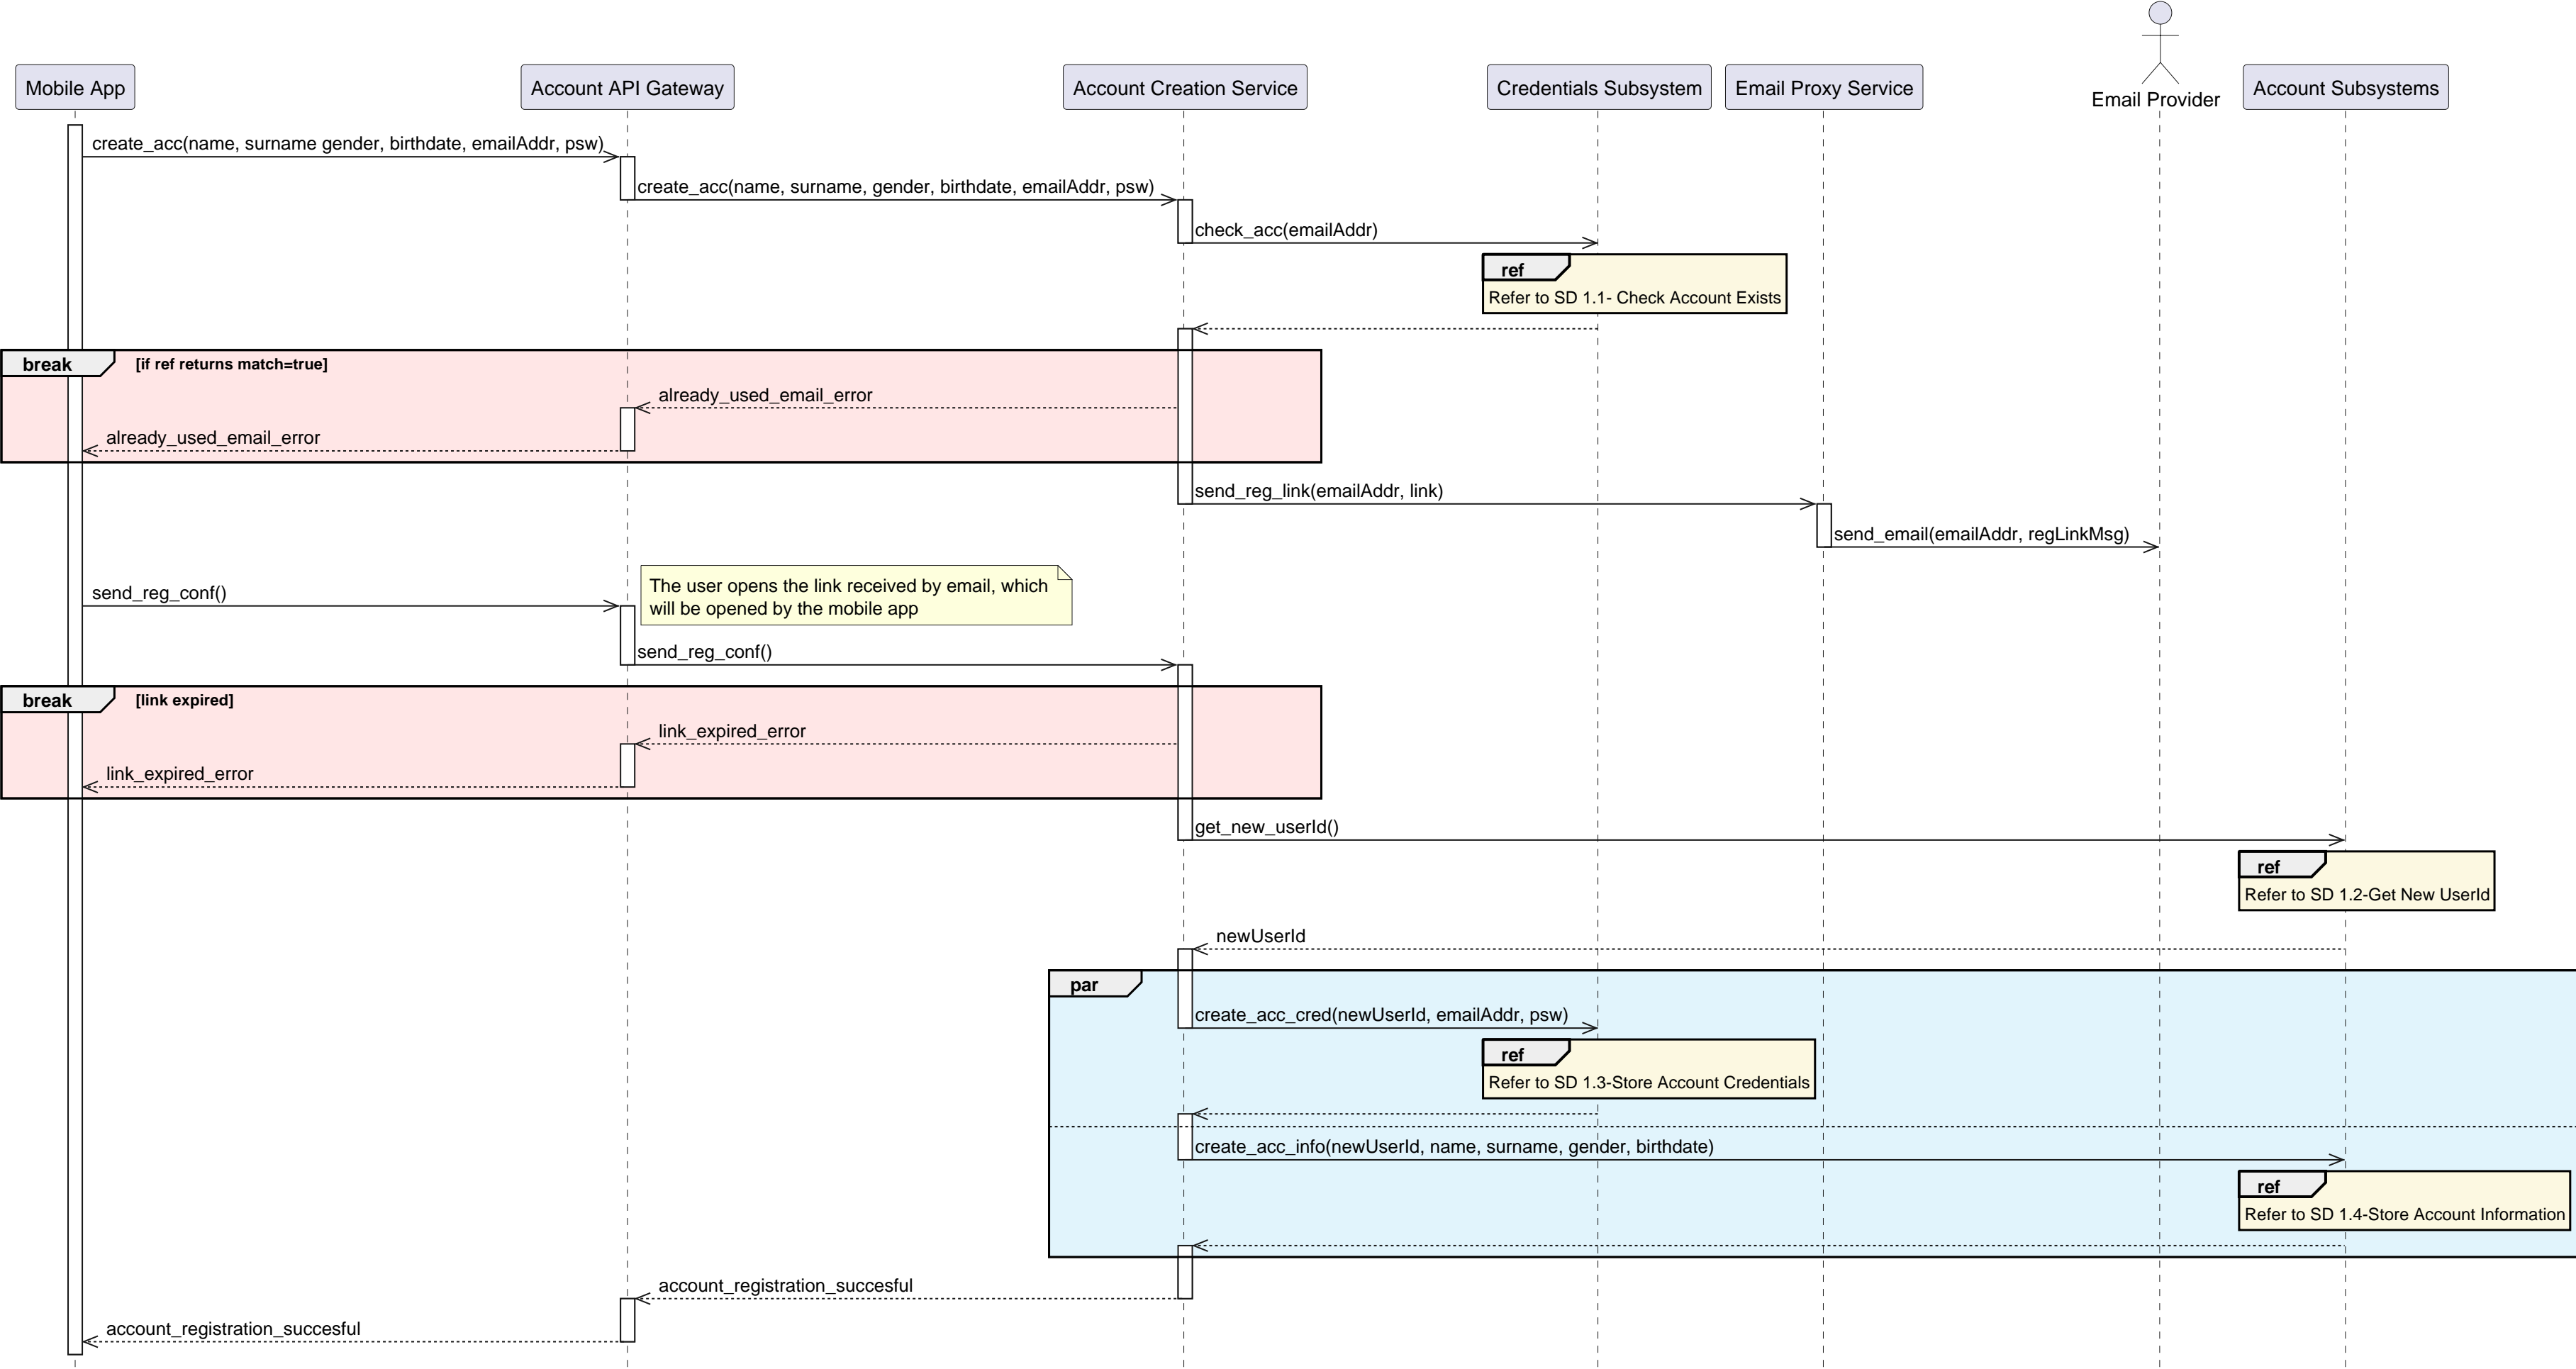 Mobile App
Account API Gateway
Account Creation Service
Credentials Subsystem
Email Proxy Service
Email Provider
Account Subsystems
create_acc(name, surname gender, birthdate, emailAddr, psw)
create_acc(name, surname, gender, birthdate, emailAddr, psw)
check_acc(emailAddr)
ref
Refer to SD 1.1- Check Account Exists
break
[if ref returns match=true]
already_used_email_error
already_used_email_error
send_reg_link(emailAddr, link)
send_email(emailAddr, regLinkMsg)
The user opens the link received by email, which
will be opened by the mobile app
send_reg_conf()
send_reg_conf()
break
[link expired]
link_expired_error
link_expired_error
get_new_userId()
ref
Refer to SD 1.2-Get New UserId
newUserId
par
create_acc_cred(newUserId, emailAddr, psw)
ref
Refer to SD 1.3-Store Account Credentials
create_acc_info(newUserId, name, surname, gender, birthdate)
ref
Refer to SD 1.4-Store Account Information
account_registration_succesful
account_registration_succesful